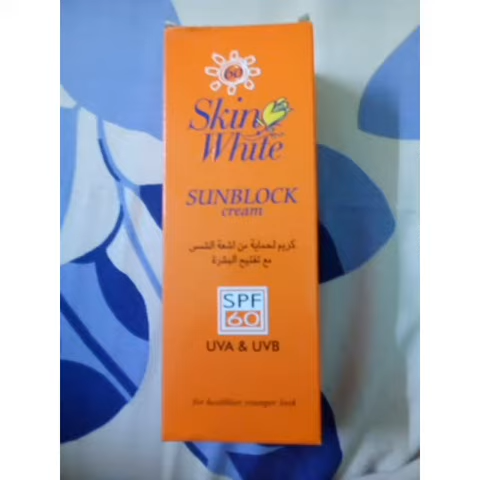 60
Skin
White
SUNBLOCK
cream
كريم لحماية من اشعة الشمس
مع تفتيح البشرة
SPF
60
UVA & UVB
for healthier younger look